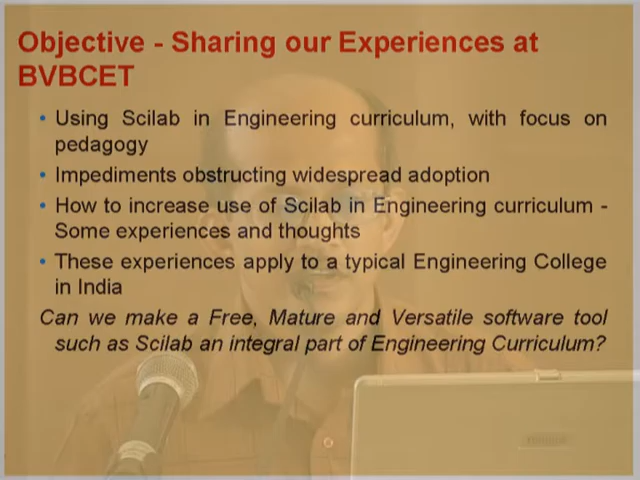 Objective - Sharing our Experiences at
BVBCET
• Using Scilab in Engineering curriculum, with focus on
pedagogy
• Impediments obstructing widespread adoption
• How to increase use of Scilab in Engineering curriculum -
Some experiences and thoughts
• These experiences apply to a typical Engineering College
in India
Can we make a Free, Mature and Versatile software tool
such as Scilab an integral part of Engineering Curriculum?